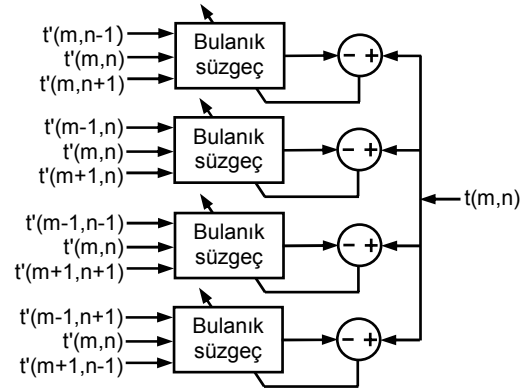 t'(m,n-1)
t'(m,n)
t'(m,n+1)
Bulanık
süzgeç
- +
t'(m-1,n)
t'(m,n)
t'(m+1,n)
Bulanık
süzgeç
- +
t(m,n)
t'(m-1,n-1)
t'(m,n)
t'(m+1,n+1)
Bulanık
süzgeç
- +
t'(m-1,n+1)
t'(m,n)
t'(m+1,n-1)
Bulanık
süzgeç
- +